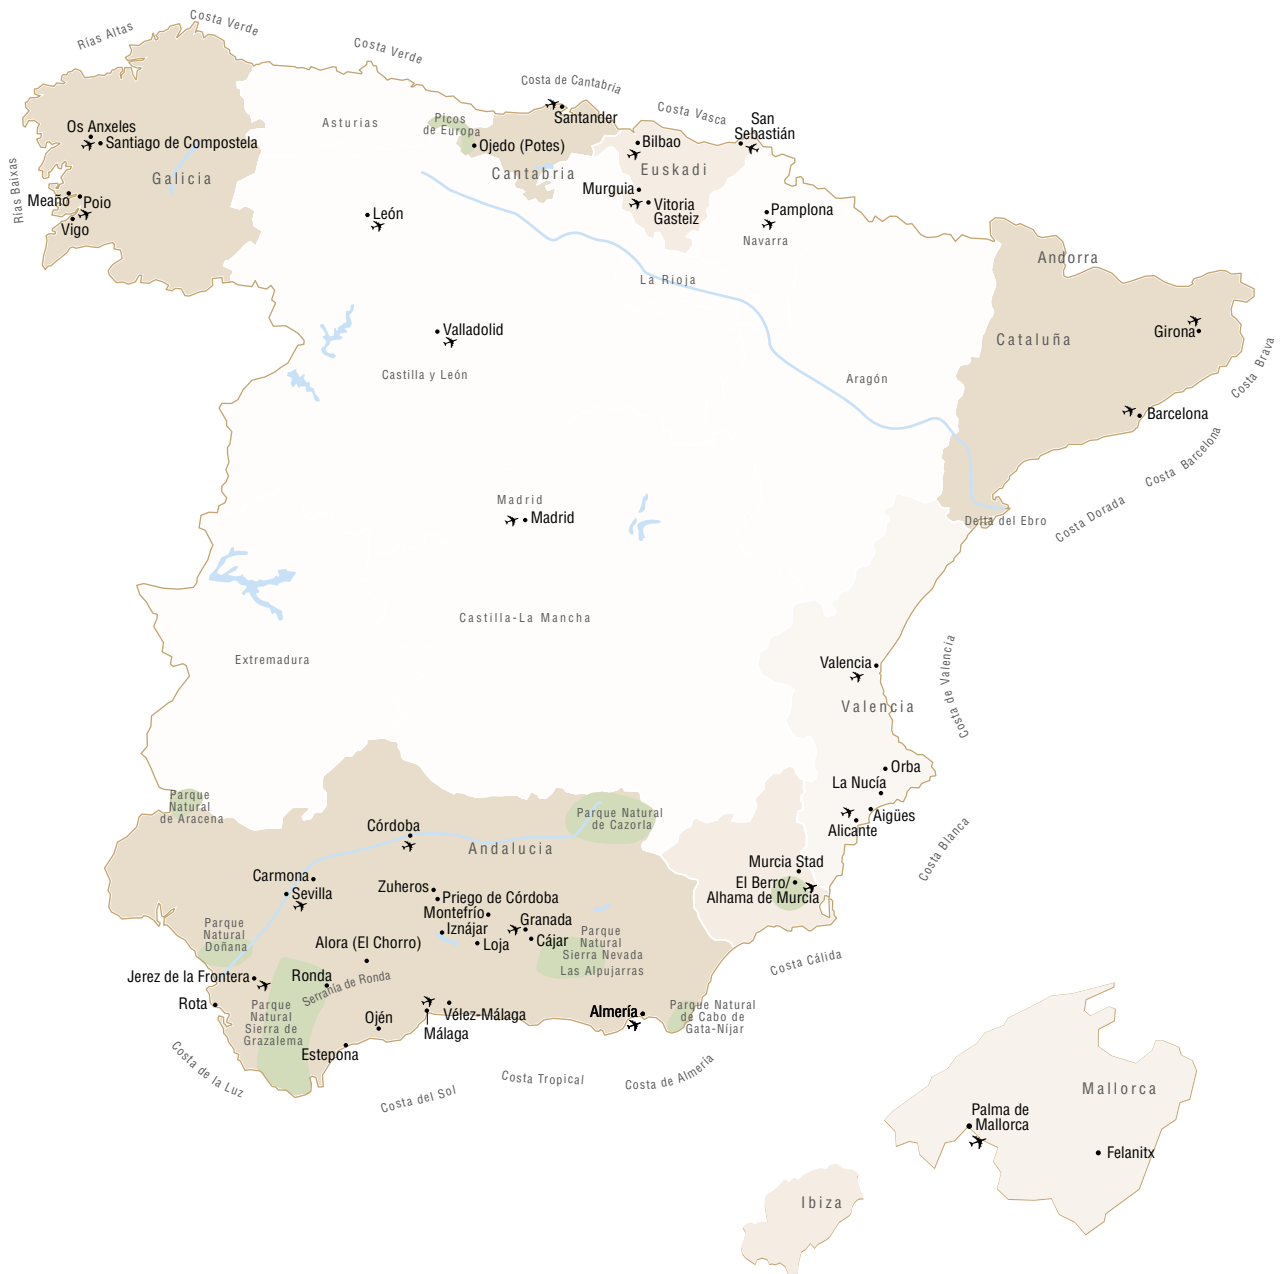 Rías Altas
Costa Verde
Costa Verde
Costa de Cantabria
Costa Vasca
San
Sebastián
Santander
Picos
de Europa
Asturias
Os Anxeles
Santiago de Compostela
Ojedo (Potes)
Bilbao
Euskadi
Cantabria
Galicia
Rías Baixas
Murguia
Vitoria
Gasteiz
Meaño
Poio
Vigo
León
Pamplona
Navarra
La Rioja
Andorra
Cataluña
Girona
Costa Brava
Valladolid
Castilla y León
Aragón
Barcelona
Costa Barcelona
Costa Dorada
Delta del Ebro
Madrid
Madrid
Castilla-La Mancha
Extremadura
Valencia
Valencia
Costa de Valencia
Orba
La Nucía
Aigües
Alicante
Costa Blanca
Parque
Natural
de Aracena
Parque Natural
de Cazorla
Córdoba
Andalucia
Murcia Stad
El Berro/
Alhama de Murcia
Carmona
Sevilla
Zuheros
Priego de Córdoba
Montefrío
Iznájar
Loja
Granada
Cájar
Parque
Natural
Sierra Nevada
Las Alpujarras
Parque
Natural
Doñana
Alora (El Chorro)
Costa Cálida
Jerez de la Frontera
Ronda
Serranía de Ronda
Rota
Parque
Natural
Sierra de
Grazalema
Ojén
Estepona
Vélez-Málaga
Málaga
Almería
Parque Natural
de Cabo de
Gata-Níjar
Costa de la Luz
Costa del Sol
Costa Tropical
Costa de Almería
Mallorca
Palma de
Mallorca
Felanitx
Ibiza